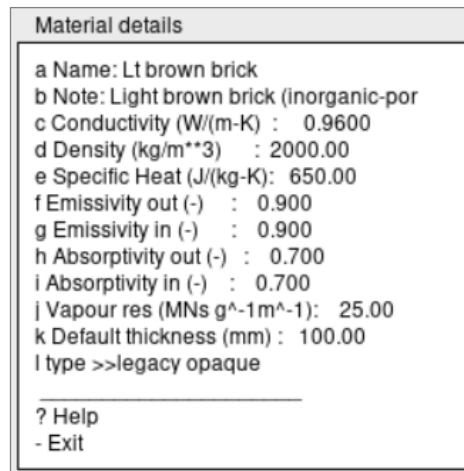 Material details
a Name: Lt brown brick
b Note: Light brown brick (inorganic-por
c Conductivity (W/(m-K) : 0.9600
d Density (kg/m**3) : 2000.00
e Specific Heat (J/(kg-K): 650.00
f Emissivity out (-) : 0.900
g Emissivity in (-) : 0.900
h Absorptivity out (-) : 0.700
i Absorptivity in (-) : 0.700
j Vapour res (MNs g^-1m^-1): 25.00
k Default thickness (mm) : 100.00
l type >>legacy opaque
? Help
- Exit